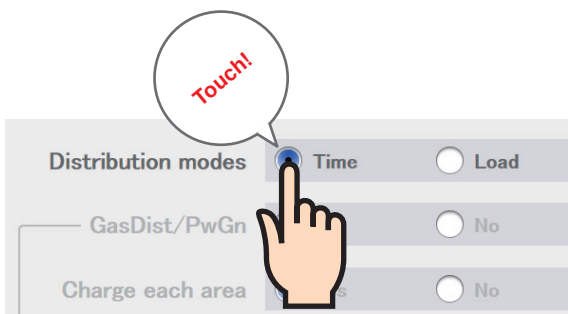 Touch!
Distribution modes Time Load
GasDist/PwGn No
Charge each area No